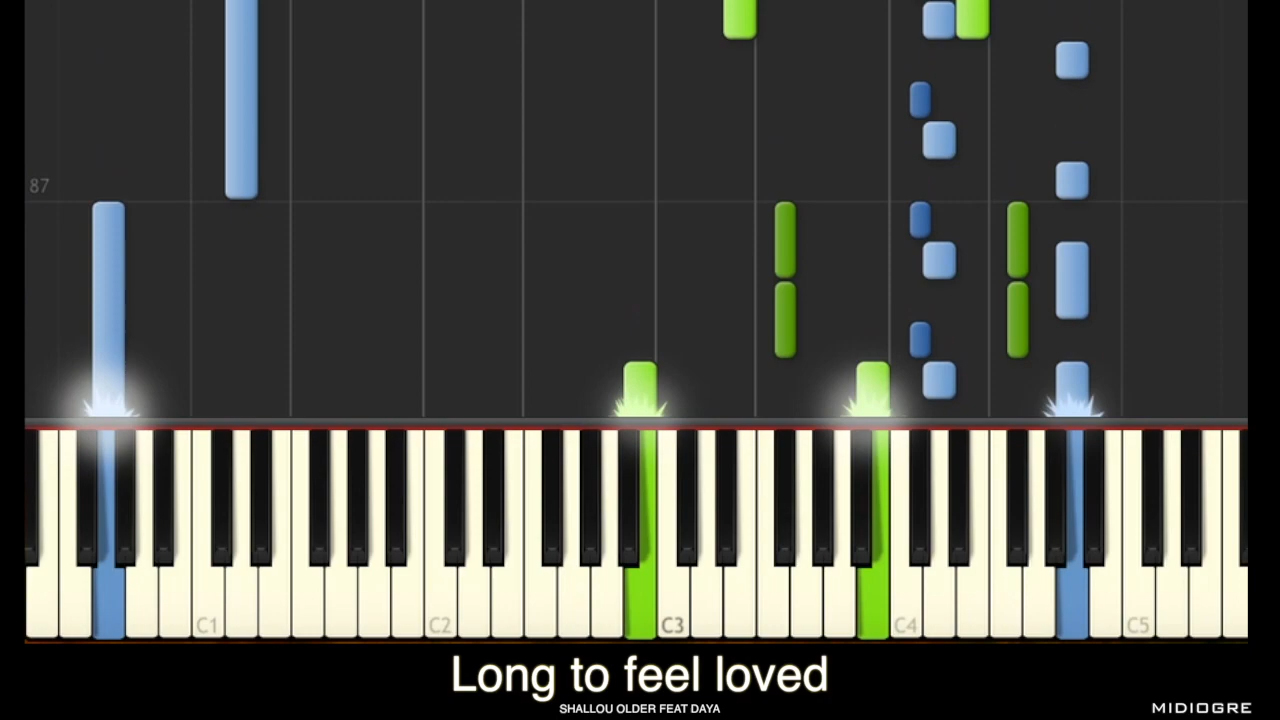 87
C1 C2 C3 C4 C5
Long to feel loved
SHALLOU OLDER FEAT DAYA
MIDIOGRE